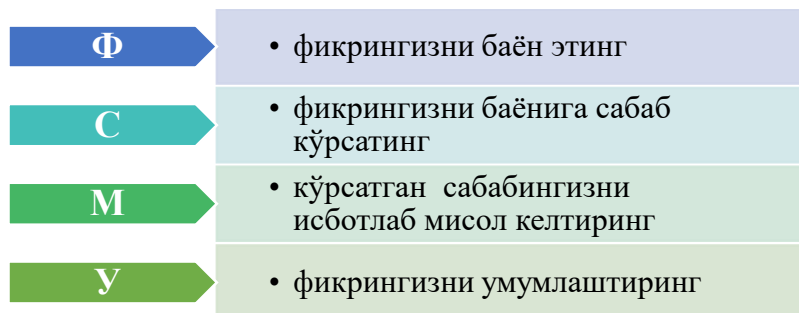 Ф
• фикрингизни баён этинг
С
• фикрингизни баёнига сабаб
кўрсатинг
М
• кўрсатган сабабингизни
исботлаб мисол келтиринг
У
• фикрингизни умумлаштиринг